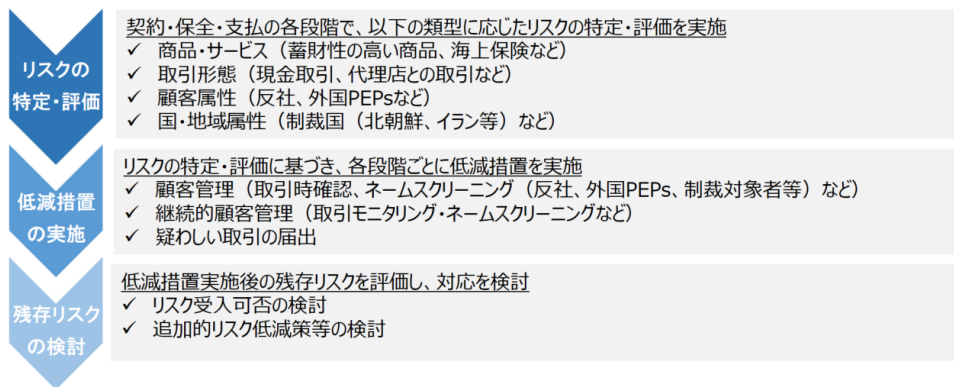 リスクの
特定・評価
契約・保全・支払の各段階で、以下の類型に応じたリスクの特定・評価を実施
✓ 商品・サービス（蓄財性の高い商品、海上保険など）
✓ 取引形態（現金取引、代理店との取引など）
✓ 顧客属性（反社、外国PEPsなど）
✓ 国・地域属性（制裁国（北朝鮮、イラン等）など）
低減措置
の実施
リスクの特定・評価に基づき、各段階ごとに低減措置を実施
✓ 顧客管理（取引時確認、ネームスクリーニング（反社、外国PEPs、制裁対象者等）など）
✓ 継続的顧客管理（取引モニタリング・ネームスクリーニングなど）
✓ 疑わしい取引の届出
残存リスク
の検討
低減措置実施後の残存リスクを評価し、対応を検討
✓ リスク受入可否の検討
✓ 追加的リスク低減策等の検討